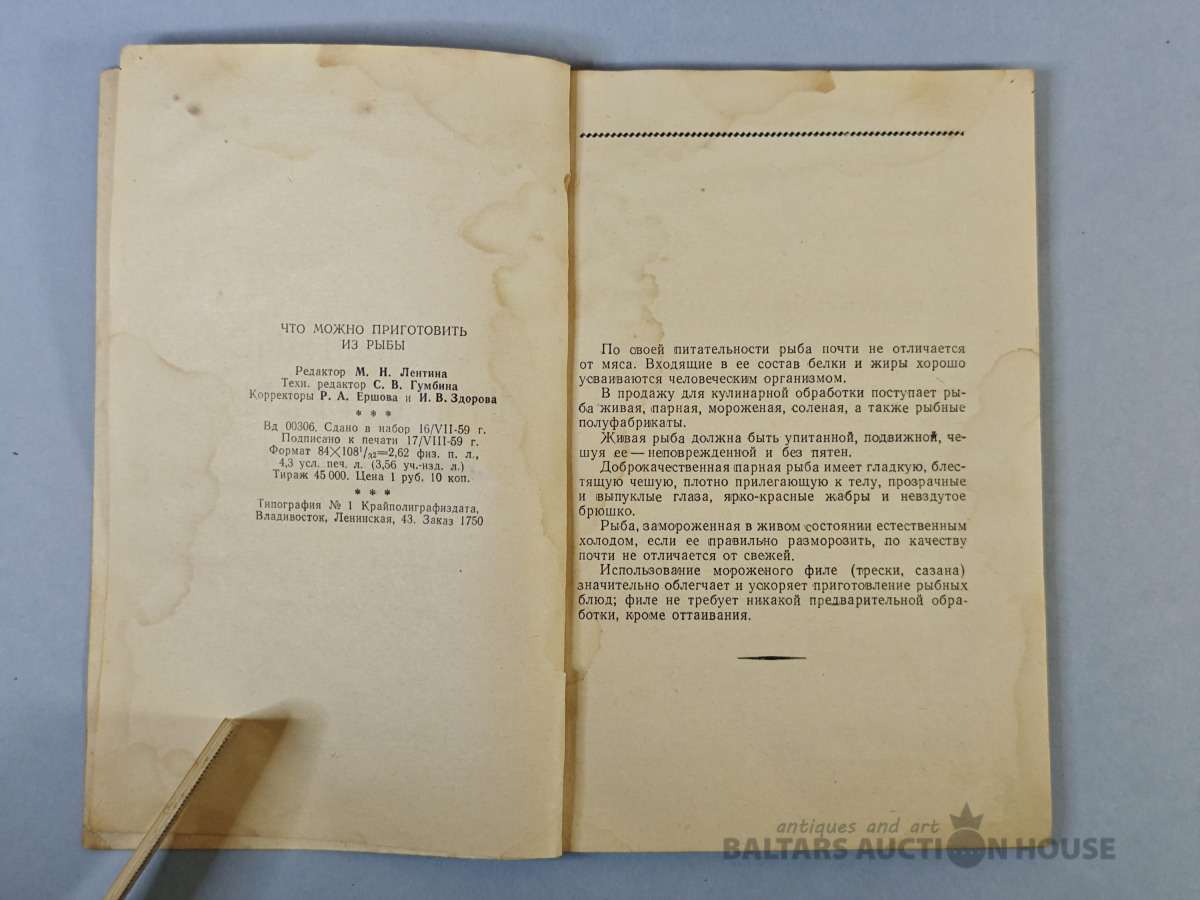 ЧТО МОЖНО ПРИГОТОВИТЬ
ИЗ РЫБЫ
Редактор М. Н. Лентина
Техн. редактор С. В. Гумбина
Корректоры Р. А. Ершова и И. В. Здорова
* * *
Вд 00306. Сдано в набор 16/VII-59 г.
Подписано к печати 17/VIII-59 г.
Формат 84×108¹/₃₂=2,62 физ. п. л.,
4,3 усл. печ. л. (3,56 уч.-изд. л.)
Тираж 45 000. Цена 1 руб. 10 коп.
* * *
Типография № 1 Крайполиграфиздата,
Владивосток, Ленинская, 43. Заказ 1750
По своей питательности рыба почти не отличается
от мяса. Входящие в ее состав белки и жиры хорошо
усваиваются человеческим организмом.
В продажу для кулинарной обработки поступает ры-
ба живая, парная, мороженая, соленая, а также рыбные
полуфабрикаты.
Живая рыба должна быть упитанной, подвижной, че-
шуя ее — неповрежденной и без пятен.
Доброкачественная парная рыба имеет гладкую, блес-
тящую чешую, плотно прилегающую к телу, прозрачные
и выпуклые глаза, ярко-красные жабры и невздутое
брюшко.
Рыба, замороженная в живом состоянии естественным
холодом, если ее правильно разморозить, по качеству
почти не отличается от свежей.
Использование мороженого филе (трески, сазана)
значительно облегчает и ускоряет приготовление рыбных
блюд; филе не требует никакой предварительной обра-
ботки, кроме оттаивания.
antiques and art
BALTARS AUCTION HOUSE